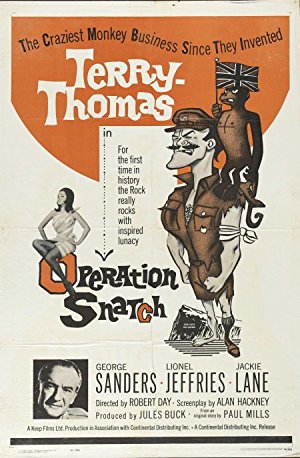 The Craziest Monkey Business Since They Invented
TERRY-
THOMAS
in
For
the first
time in
history
the Rock
really
rocks
with
inspired
lunacy
OPERATION
SNATCH
GEORGE LIONEL JACKIE
SANDERS · JEFFRIES · LANE
Directed by ROBERT DAY · Screenplay by ALAN HACKNEY
Produced by JULES BUCK · From an original story by PAUL MILLS
A Keep Films Ltd. Production in Association with Continental Distributing Inc. · A Continental Distributing Inc. Release